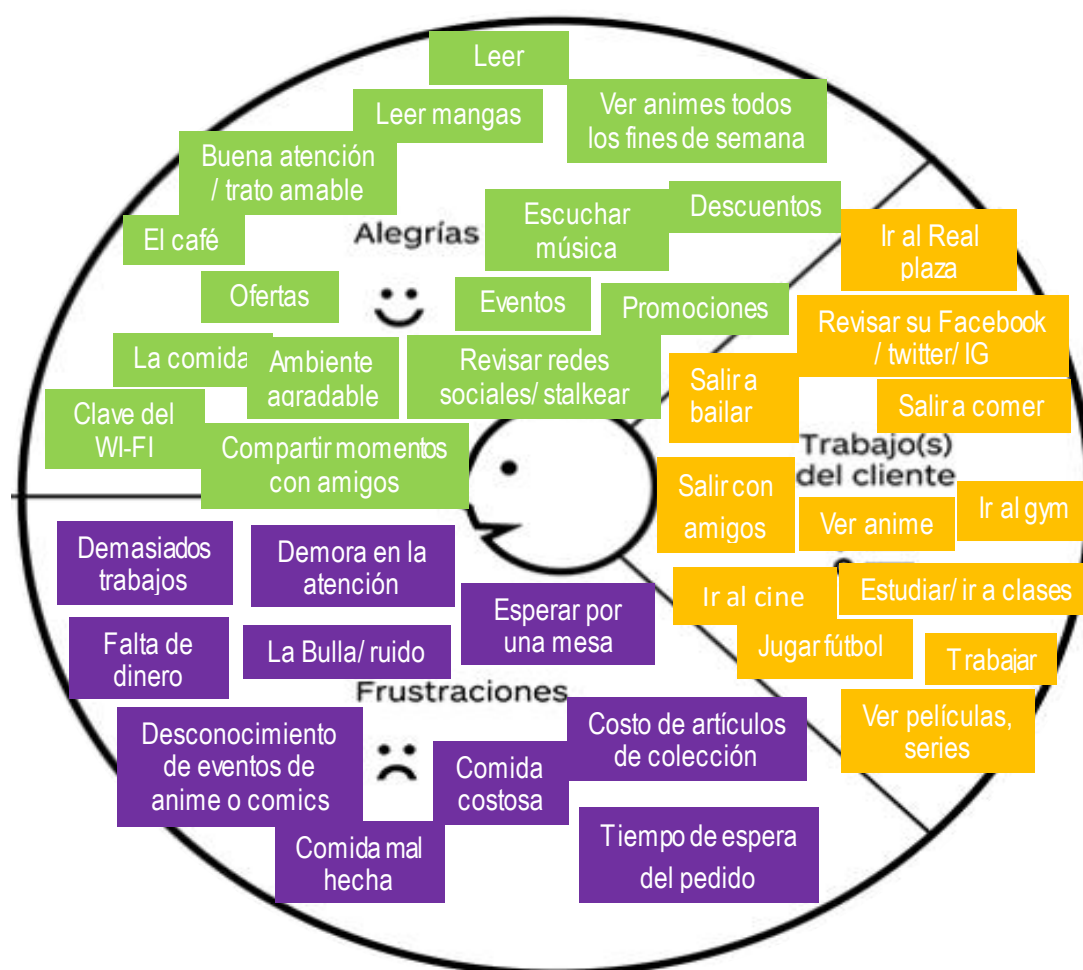 Leer
Leer mangas
Ver animes todos
los fines de semana
Buena atención
/ trato amable
El café
Alegrías
Escuchar
música
Descuentos
Ofertas
Eventos
Promociones
La comida
Ambiente
agradable
Revisar redes
sociales/ stalkear
Clave del
WI-FI
Compartir momentos
con amigos
Ir al Real
plaza
Revisar su Facebook
/ twitter/ IG
Salir a
bailar
Salir a comer
Trabajo(s)
del cliente
Salir con
amigos
Ver anime
Ir al gym
Ir al cine
Estudiar/ ir a clases
Jugar fútbol
Trabajar
Ver películas,
series
Demasiados
trabajos
Demora en la
atención
Esperar por
una mesa
Falta de
dinero
La Bulla/ ruido
Frustraciones
Desconocimiento
de eventos de
anime o comics
Comida
costosa
Costo de artículos
de colección
Comida mal
hecha
Tiempo de espera
del pedido